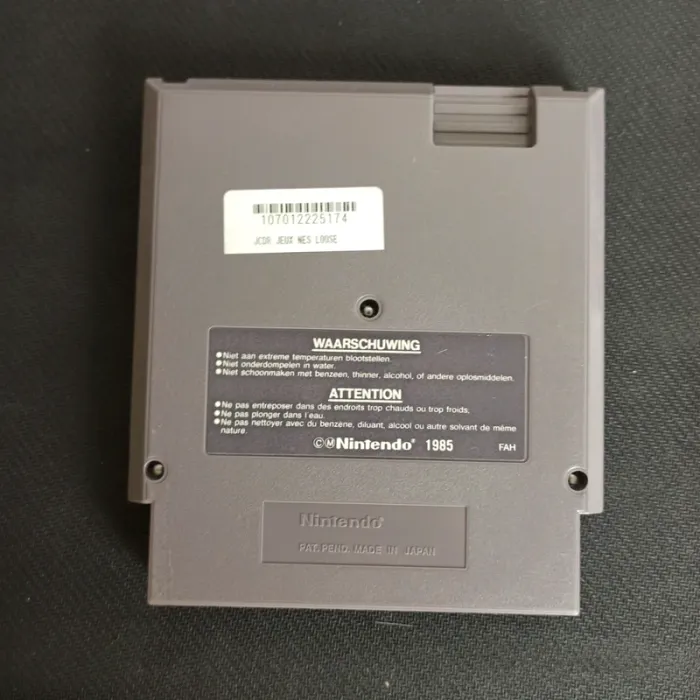 107012225174
JCDR JEUX NES LOOSE
WAARSCHUWING
●Niet aan extreme temperaturen blootstellen.
●Niet onderdompelen in water.
●Niet schoonmaken met benzeen, thinner, alcohol, of andere oplosmiddelen.
ATTENTION
●Ne pas entreposer dans des endroits trop chauds ou trop froids.
●Ne pas plonger dans l'eau.
●Ne pas nettoyer avec du benzène, diluant, alcool ou autre solvant de même
nature.
©ⓂNintendo® 1985
FAH
Nintendo®
PAT. PEND. MADE IN JAPAN